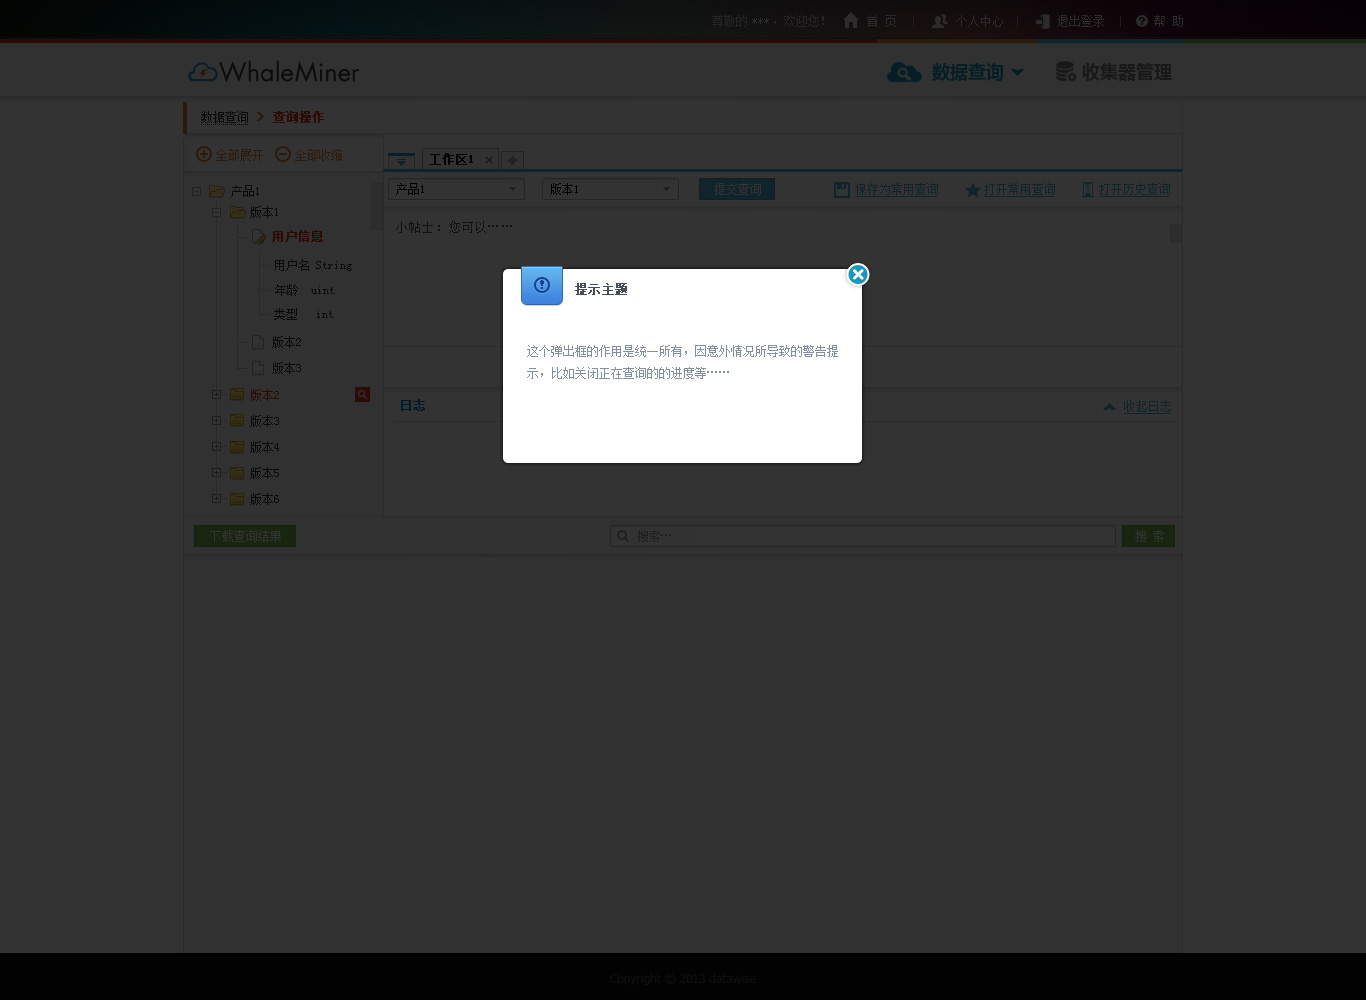 尊敬的 ***，欢迎您！ 首 页 | 个人中心 | 退出登录 | 帮 助
WhaleMiner 数据查询 收集器管理
数据查询 > 查询操作
全部展开 全部收缩
工作区1
产品1 版本1 提交查询 保存为常用查询 打开常用查询 打开历史查询
小帖士：您可以……
产品1
版本1
用户信息
用户名 String
年龄 uint
类型 int
版本2
版本3
版本2
版本3
版本4
版本5
版本6
提示主题
这个弹出框的作用是统一所有，因意外情况所导致的警告提
示，比如关闭正在查询的的进度等……
日志 收起日志
下载查询结果 搜索… 搜 索
Copyright © 2013 datawise